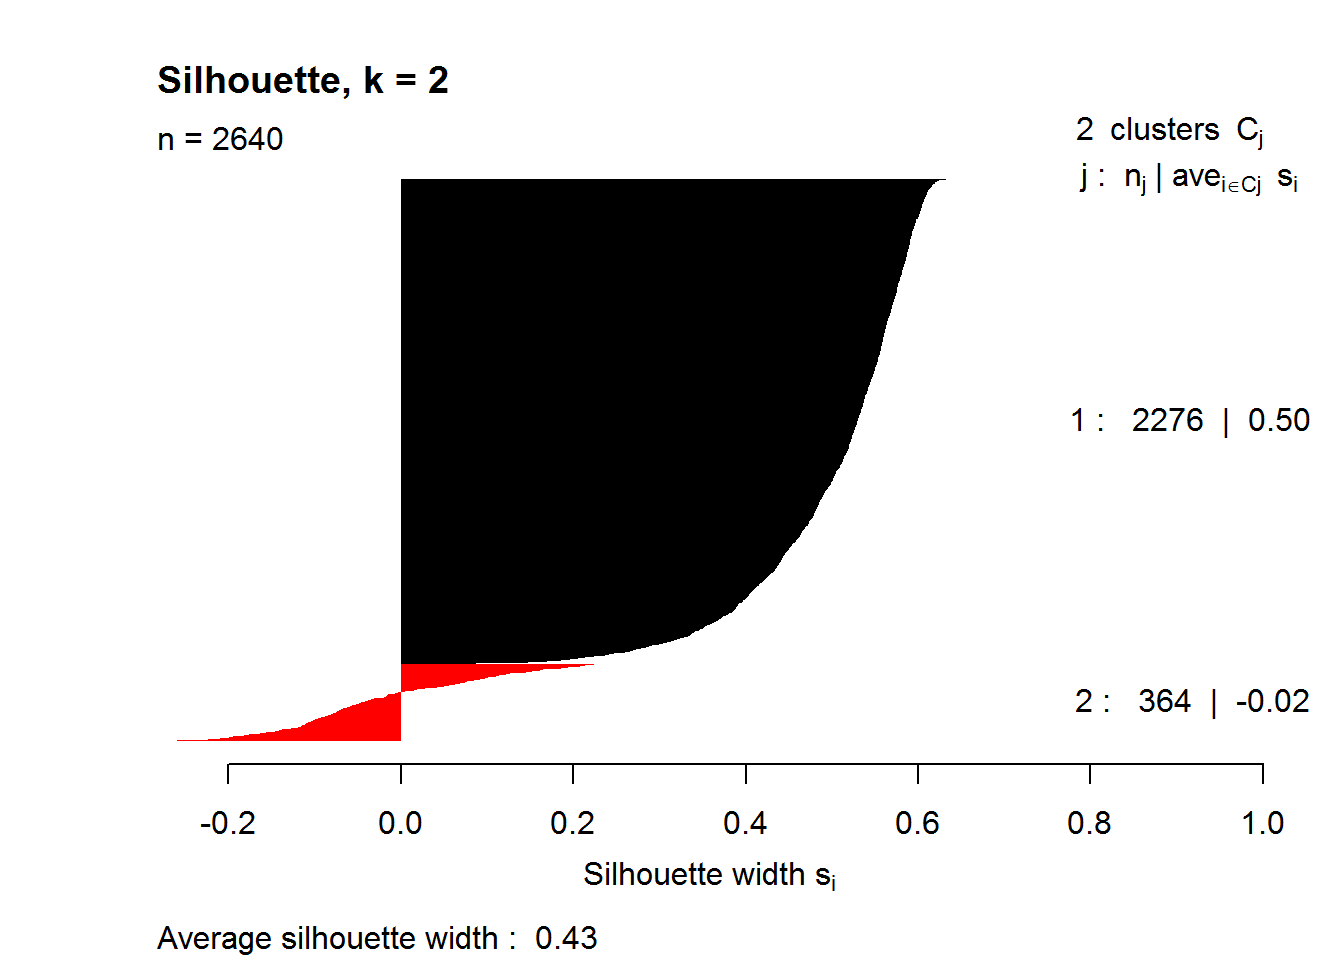 Silhouette, k = 2
n = 2640
2 clusters Cj
j : nj | avei∈Cj si
1 : 2276 | 0.50
2 : 364 | -0.02
-0.2 0.0 0.2 0.4 0.6 0.8 1.0
Silhouette width si
Average silhouette width : 0.43